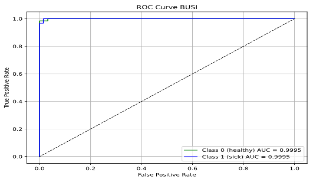 ROC Curve BUSI
True Positive Rate
1.0
0.8
0.6
0.4
0.2
0.0
Class 0 (healthy) AUC = 0.9995
Class 1 (sick) AUC = 0.9995
0.0 0.2 0.4 0.6 0.8 1.0
False Positive Rate